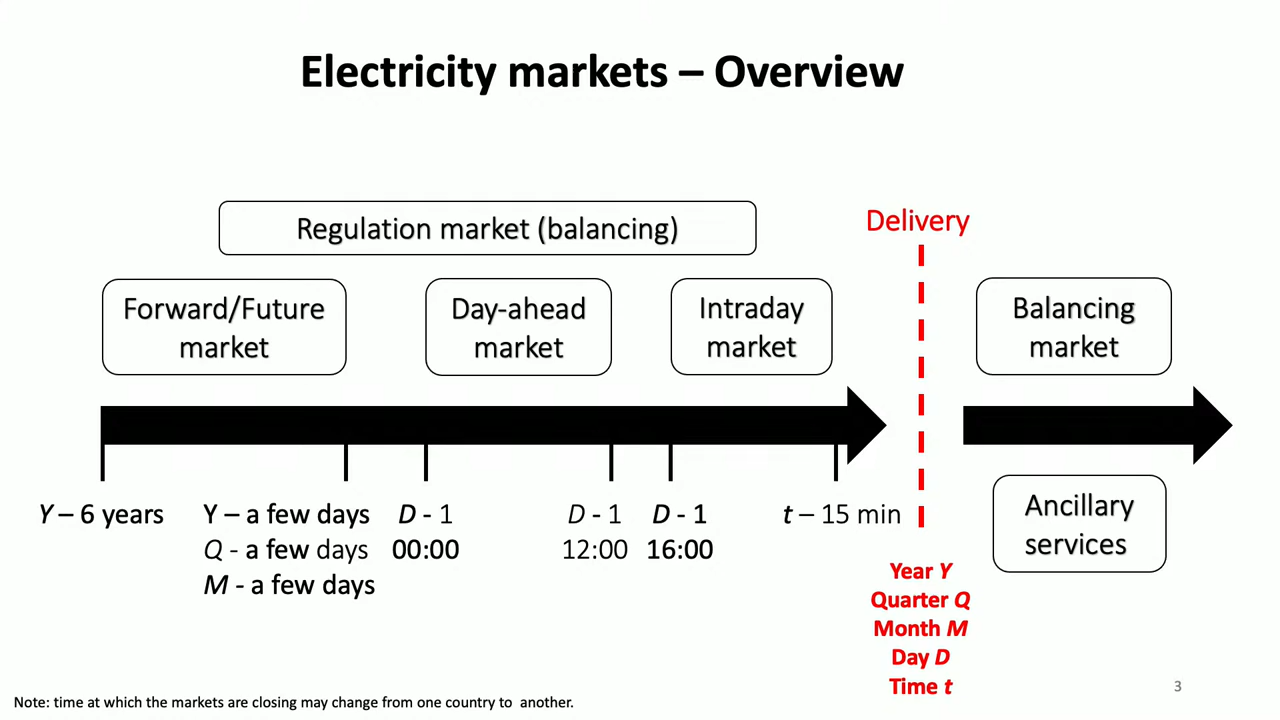 Electricity markets – Overview
Regulation market (balancing)
Delivery
Forward/Future
market
Day-ahead
market
Intraday
market
Balancing
market
Y – 6 years
Y – a few days
Q - a few days
M - a few days
D - 1
00:00
D - 1
12:00
D - 1
16:00
t – 15 min
Ancillary
services
Year Y
Quarter Q
Month M
Day D
Time t
Note: time at which the markets are closing may change from one country to another.
3